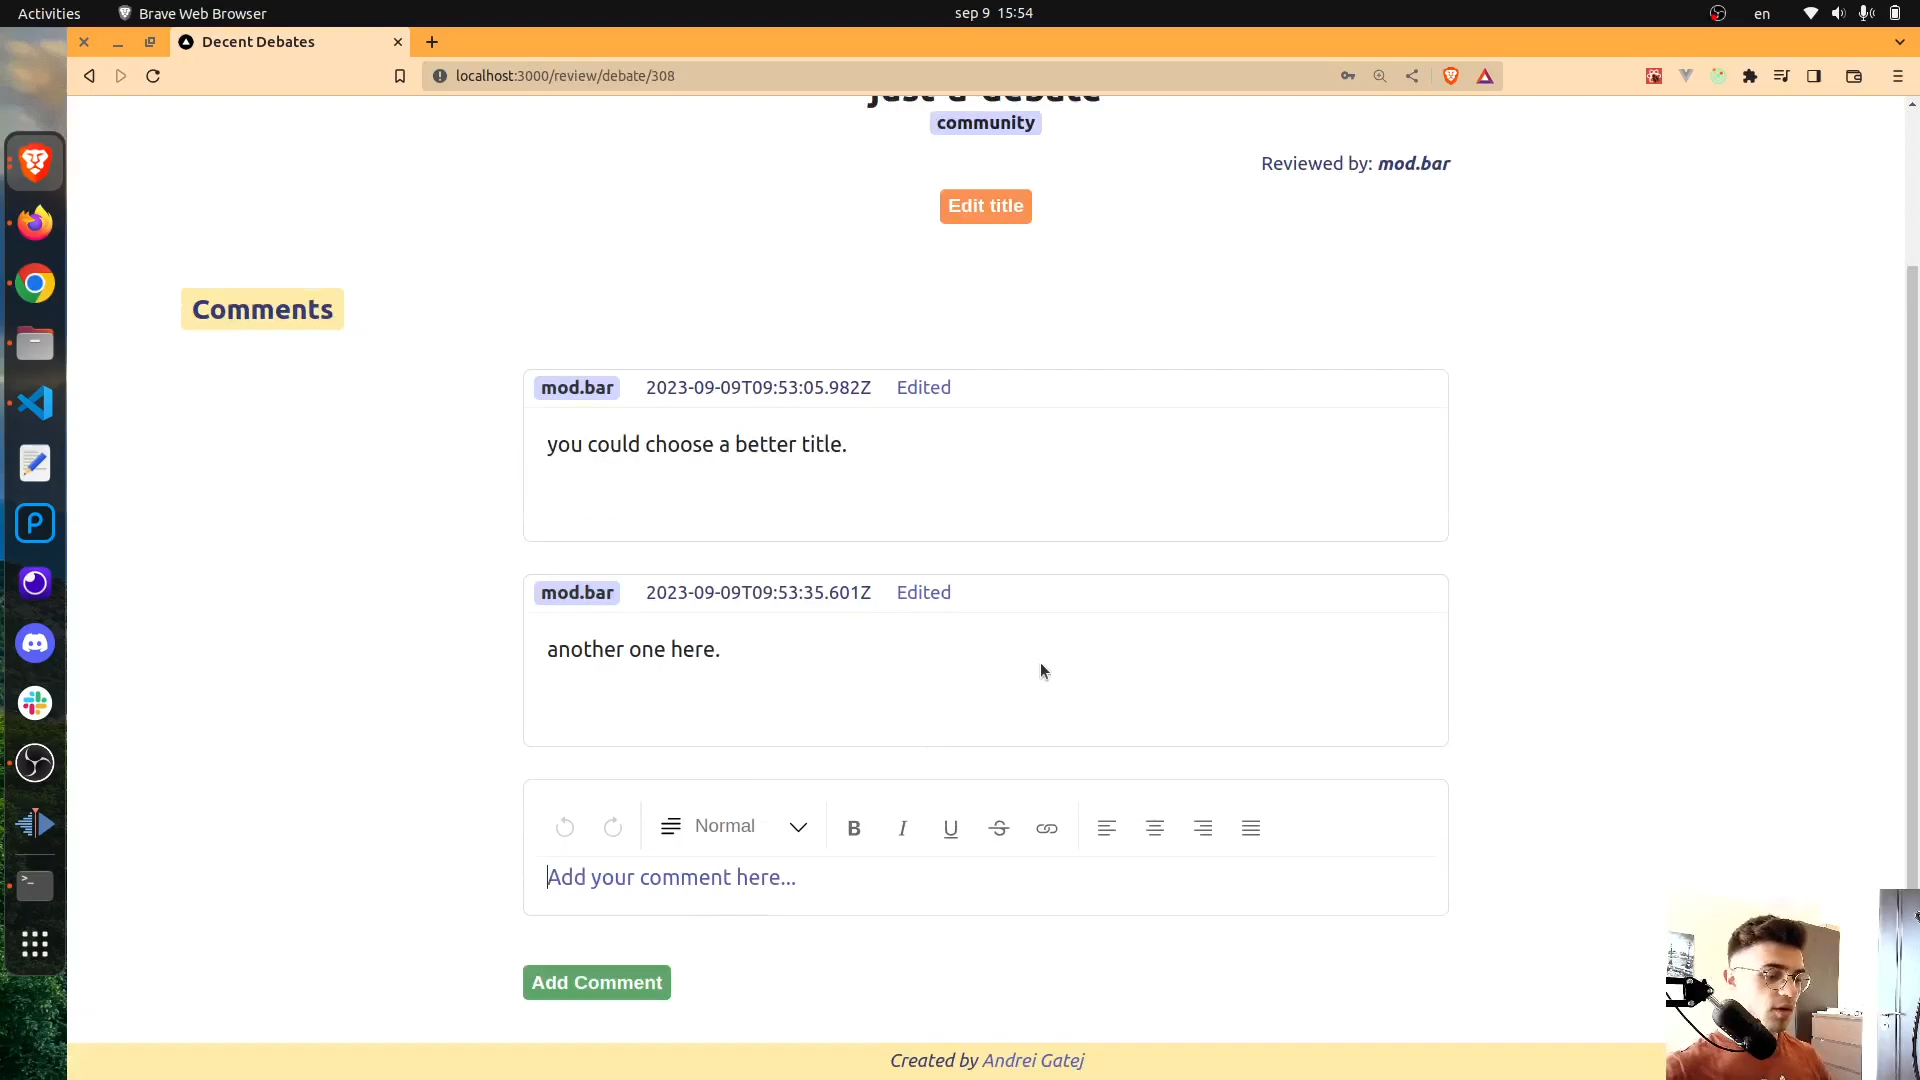 Activities
Brave Web Browser
sep 9 15:54
en
Decent Debates
localhost:3000/review/debate/308
just a debate
community
Reviewed by: mod.bar
Edit title
Comments
mod.bar 2023-09-09T09:53:05.982Z Edited
you could choose a better title.
mod.bar 2023-09-09T09:53:35.601Z Edited
another one here.
Normal
B I U S
Add your comment here...
Add Comment
Created by Andrei Gatej